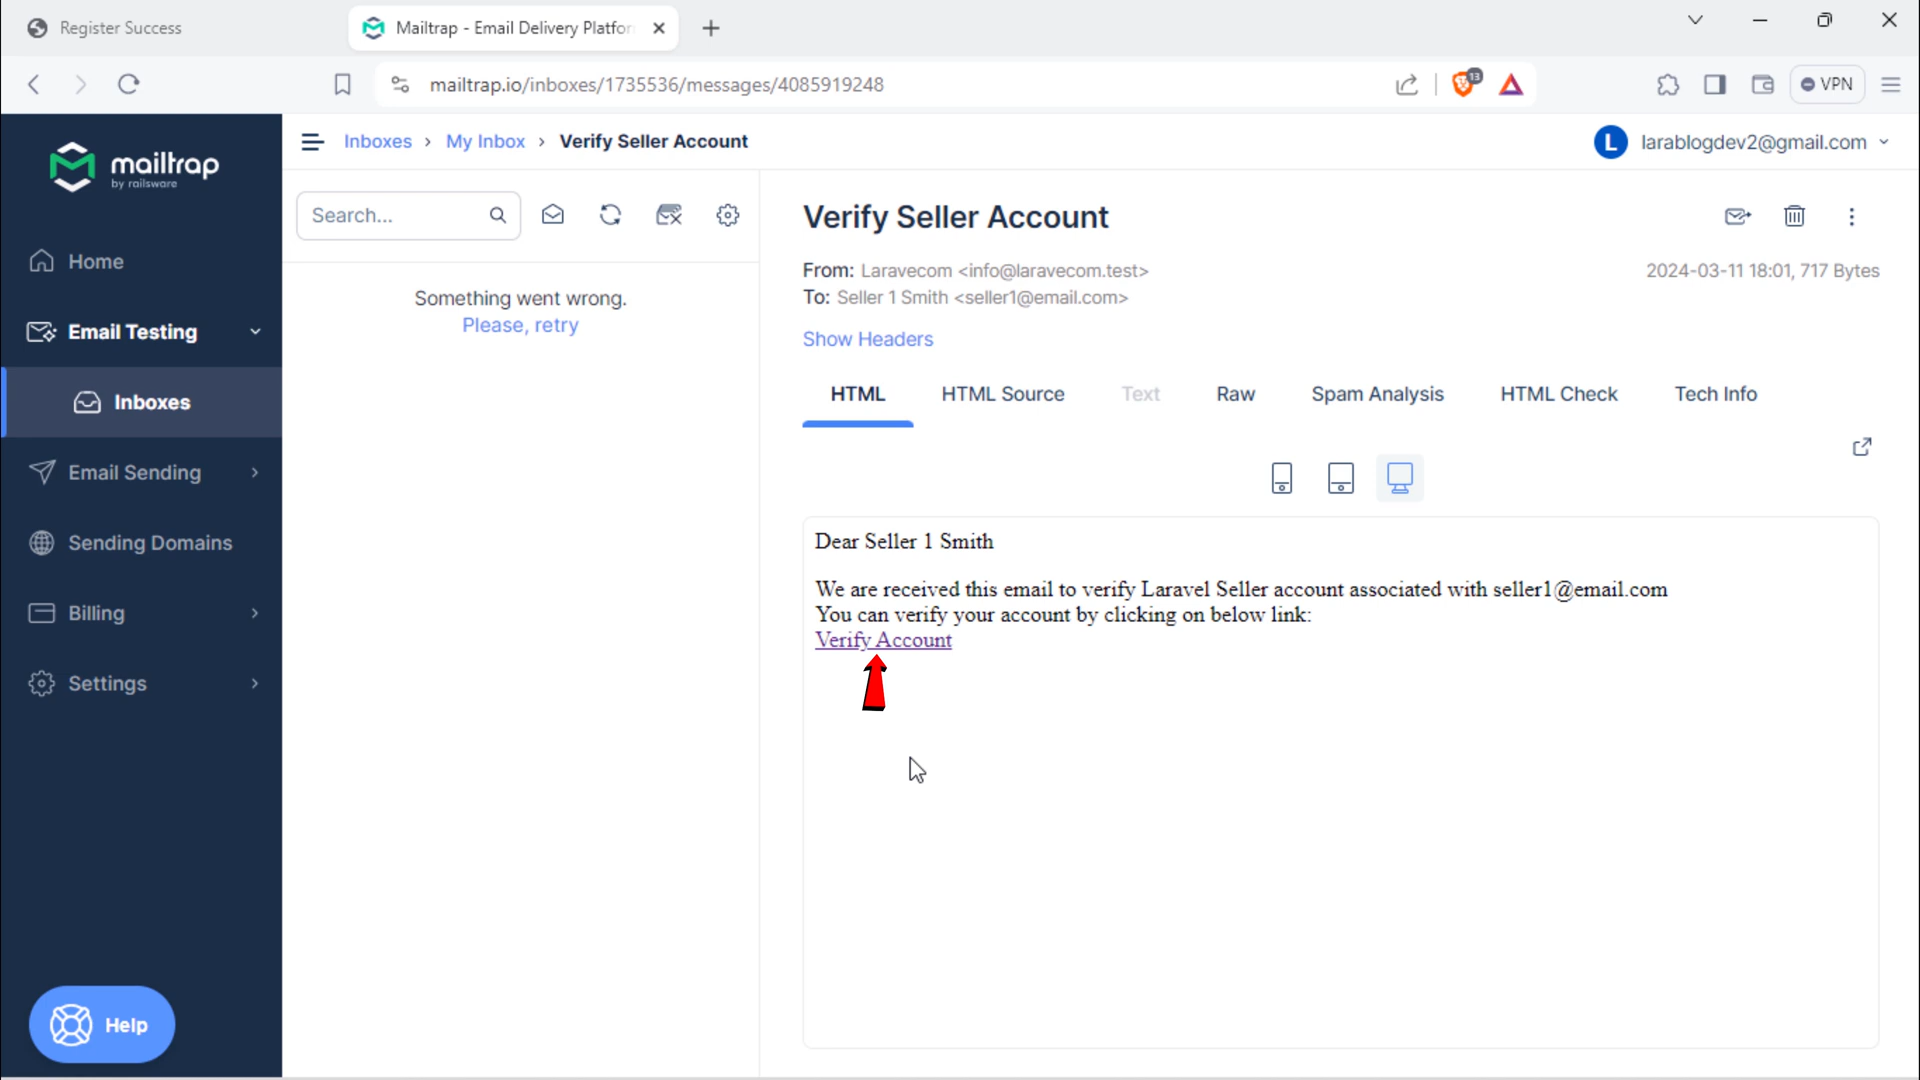 Register Success
Mailtrap - Email Delivery Platfor
mailtrap.io/inboxes/1735536/messages/4085919248
13
VPN
mailtrap
by railsware
Inboxes > My Inbox > Verify Seller Account
L larablogdev2@gmail.com
Home
Email Testing
Inboxes
Email Sending
Sending Domains
Billing
Settings
Help
Search...
Something went wrong.
Please, retry
Verify Seller Account
From: Laravecom <info@laravecom.test>
2024-03-11 18:01, 717 Bytes
To: Seller 1 Smith <seller1@email.com>
Show Headers
HTML HTML Source Text Raw Spam Analysis HTML Check Tech Info
Dear Seller 1 Smith
We are received this email to verify Laravel Seller account associated with seller1@email.com
You can verify your account by clicking on below link:
Verify Account